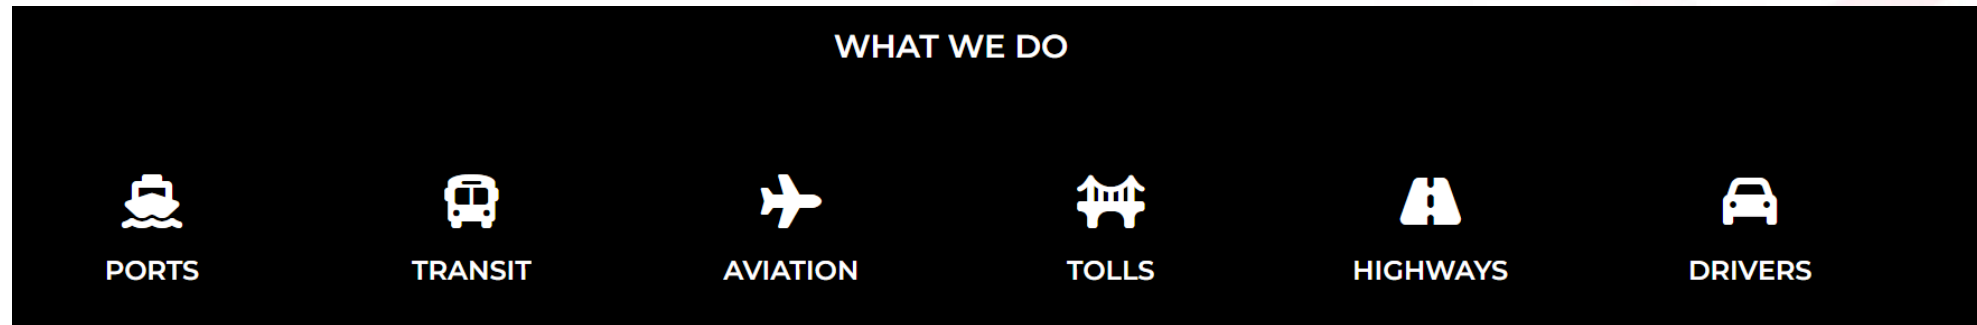 WHAT WE DO
PORTS TRANSIT AVIATION TOLLS HIGHWAYS DRIVERS